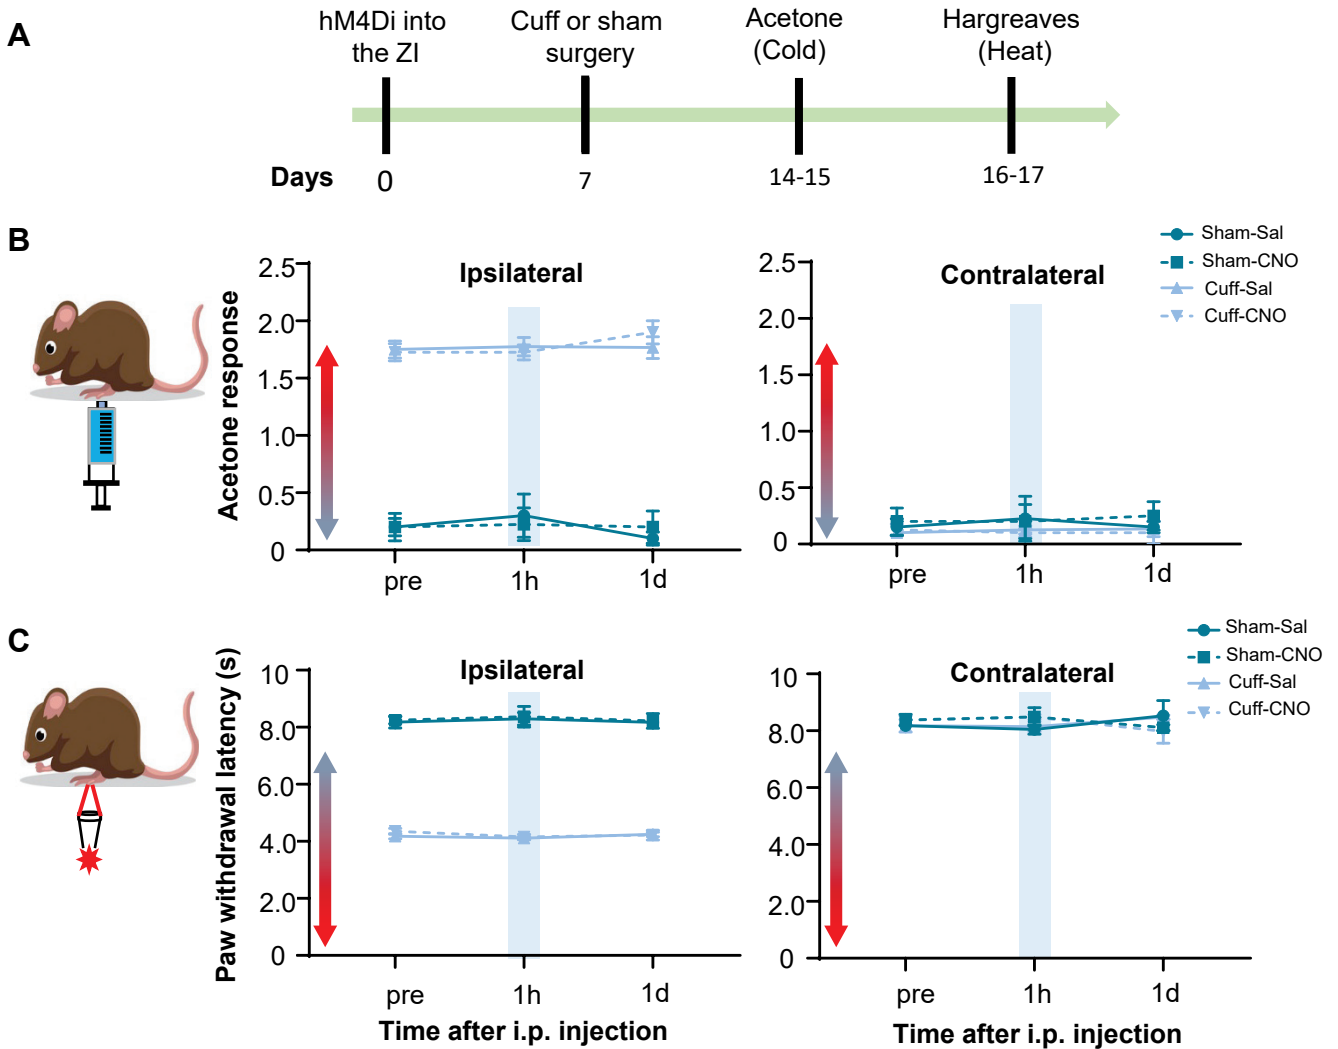 A
hM4Di into
the ZI
Cuff or sham
surgery
Acetone
(Cold)
Hargreaves
(Heat)
Days
0
7
14-15
16-17
B
Ipsilateral
Acetone response
2.5
2.0
1.5
1.0
0.5
0
pre
1h
1d
Contralateral
2.5
2.0
1.5
1.0
0.5
0
pre
1h
1d
Sham-Sal
Sham-CNO
Cuff-Sal
Cuff-CNO
C
Ipsilateral
Paw withdrawal latency (s)
10
8.0
6.0
4.0
2.0
0
pre
1h
1d
Time after i.p. injection
Contralateral
10
8.0
6.0
4.0
2.0
0
pre
1h
1d
Time after i.p. injection
Sham-Sal
Sham-CNO
Cuff-Sal
Cuff-CNO